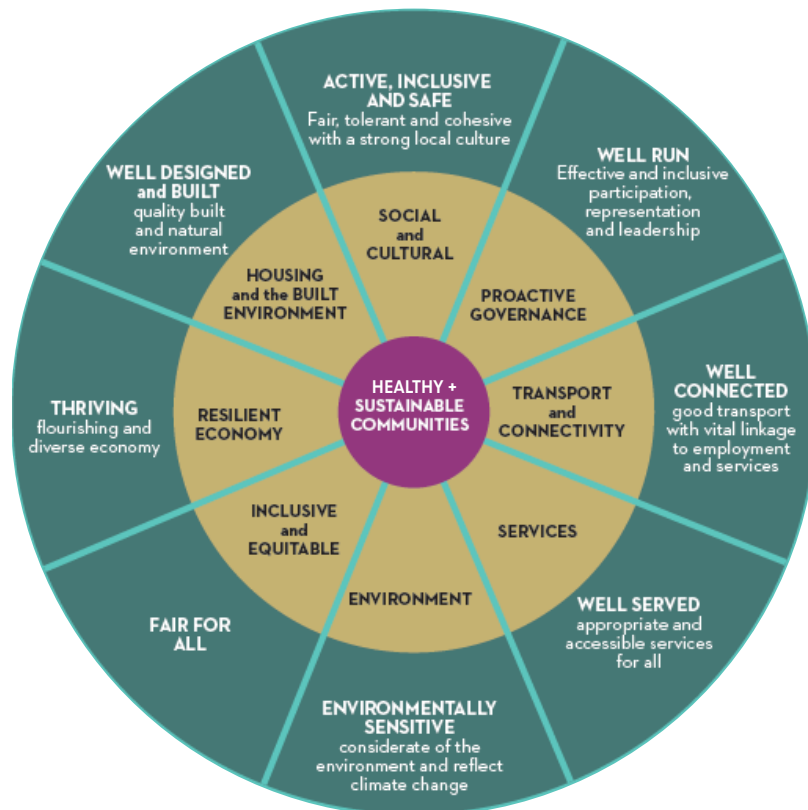 ACTIVE, INCLUSIVE
AND SAFE
Fair, tolerant and cohesive
with a strong local culture
WELL RUN
Effective and inclusive
participation,
representation
and leadership
WELL CONNECTED
good transport
with vital linkage
to employment
and services
WELL SERVED
appropriate and
accessible services
for all
ENVIRONMENTALLY
SENSITIVE
considerate of the
environment and reflect
climate change
FAIR FOR
ALL
THRIVING
flourishing and
diverse economy
WELL DESIGNED
and BUILT
quality built
and natural
environment
SOCIAL
and
CULTURAL
PROACTIVE
GOVERNANCE
TRANSPORT
and
CONNECTIVITY
SERVICES
ENVIRONMENT
INCLUSIVE
and
EQUITABLE
RESILIENT
ECONOMY
HOUSING
and the BUILT
ENVIRONMENT
HEALTHY +
SUSTAINABLE
COMMUNITIES